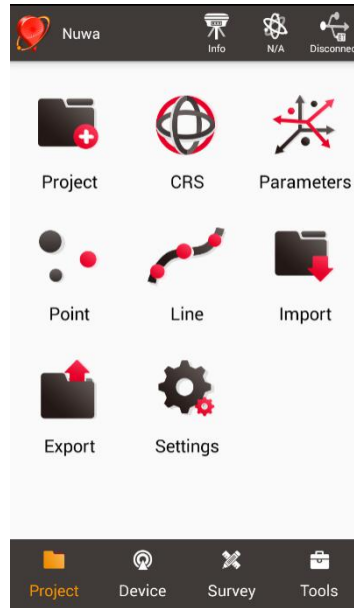 Nuwa
Info N/A Disconnec
Project CRS Parameters
Point Line Import
Export Settings
Project Device Survey Tools